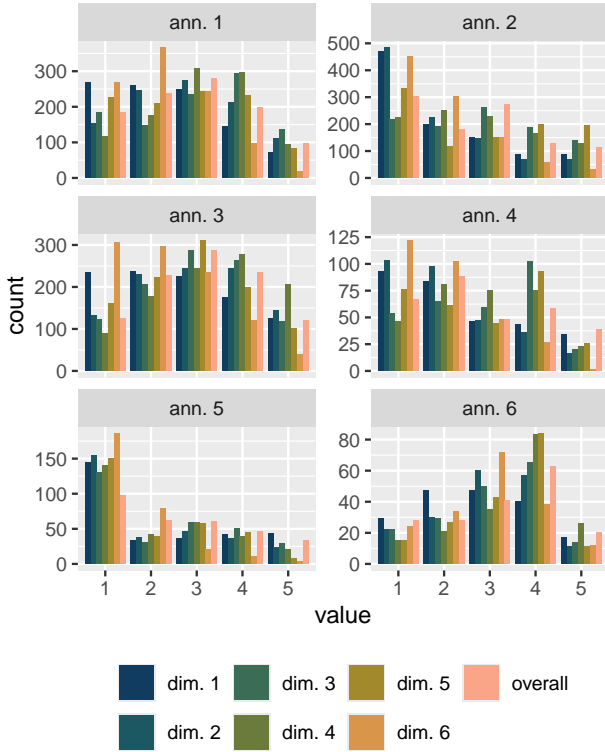 ann. 1
ann. 2
300
200
100
0
500
400
300
200
100
0
ann. 3
ann. 4
300
200
100
0
125
100
75
50
25
0
ann. 5
ann. 6
150
100
50
0
80
60
40
20
0
1 2 3 4 5
1 2 3 4 5
count
value
dim. 1 dim. 3 dim. 5 overall
dim. 2 dim. 4 dim. 6